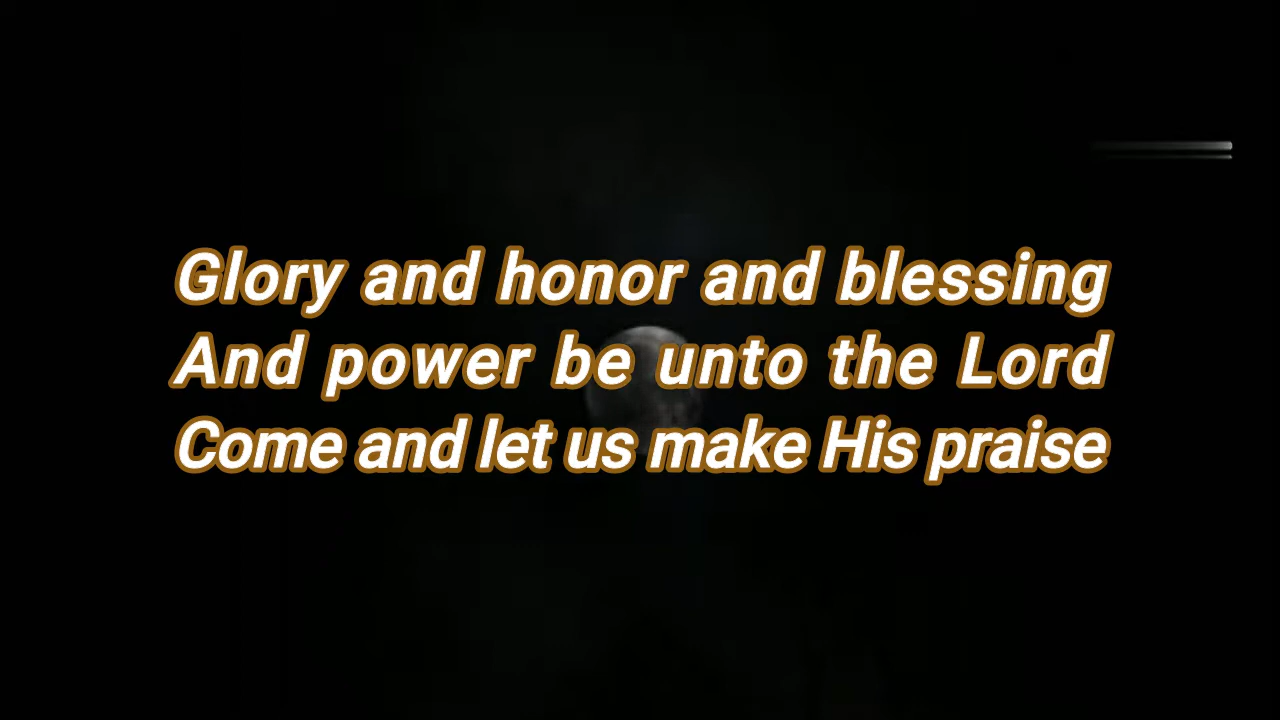 Glory and honor and blessing
And power be unto the Lord
Come and let us make His praise